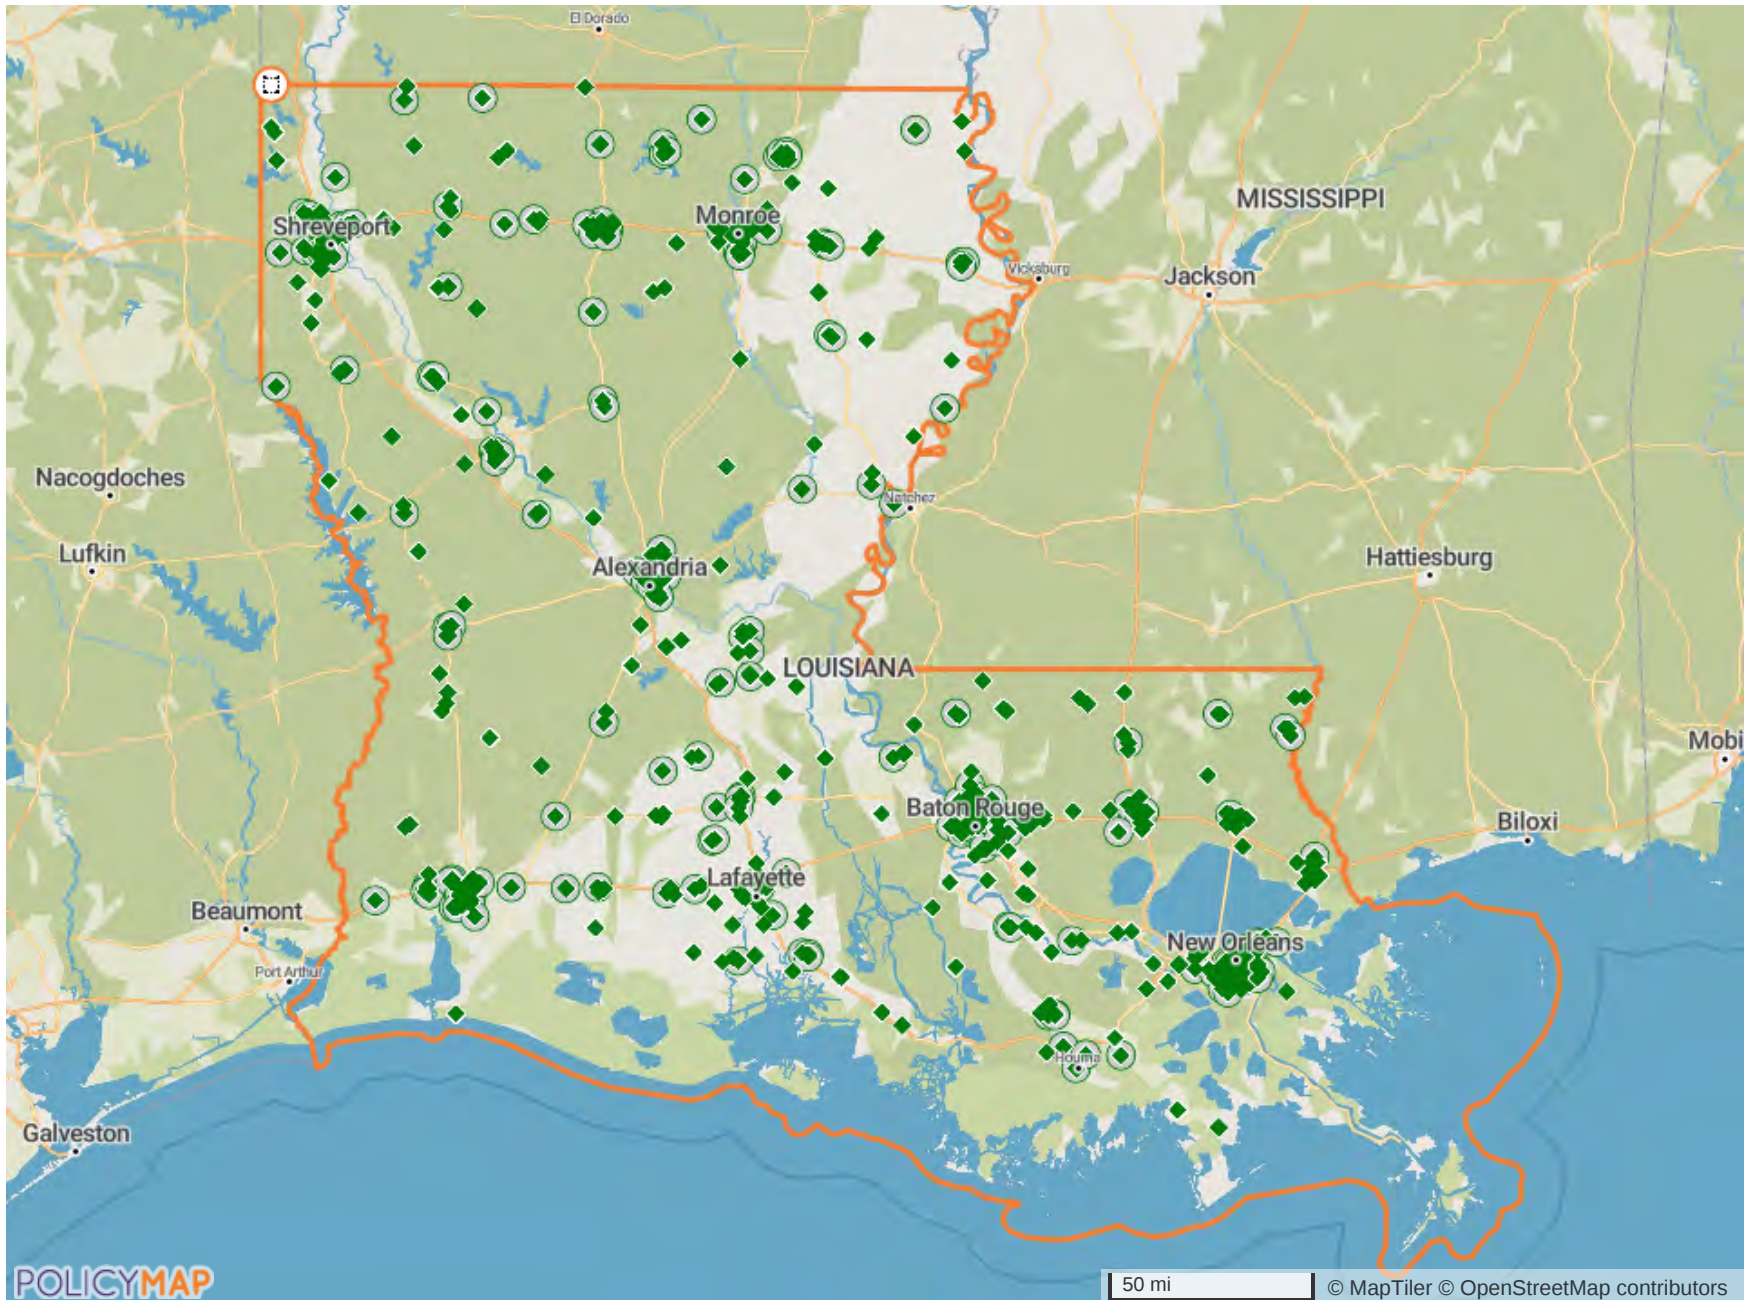 El Dorado
MISSISSIPPI
Monroe
Shreveport
Vicksburg
Jackson
Nacogdoches
Natchez
Lufkin
Alexandria
Hattiesburg
LOUISIANA
Mobi
Baton Rouge
Biloxi
Lafayette
Beaumont
New Orleans
Port Arthur
Houma
Galveston
POLICYMAP
50 mi
© MapTiler © OpenStreetMap contributors